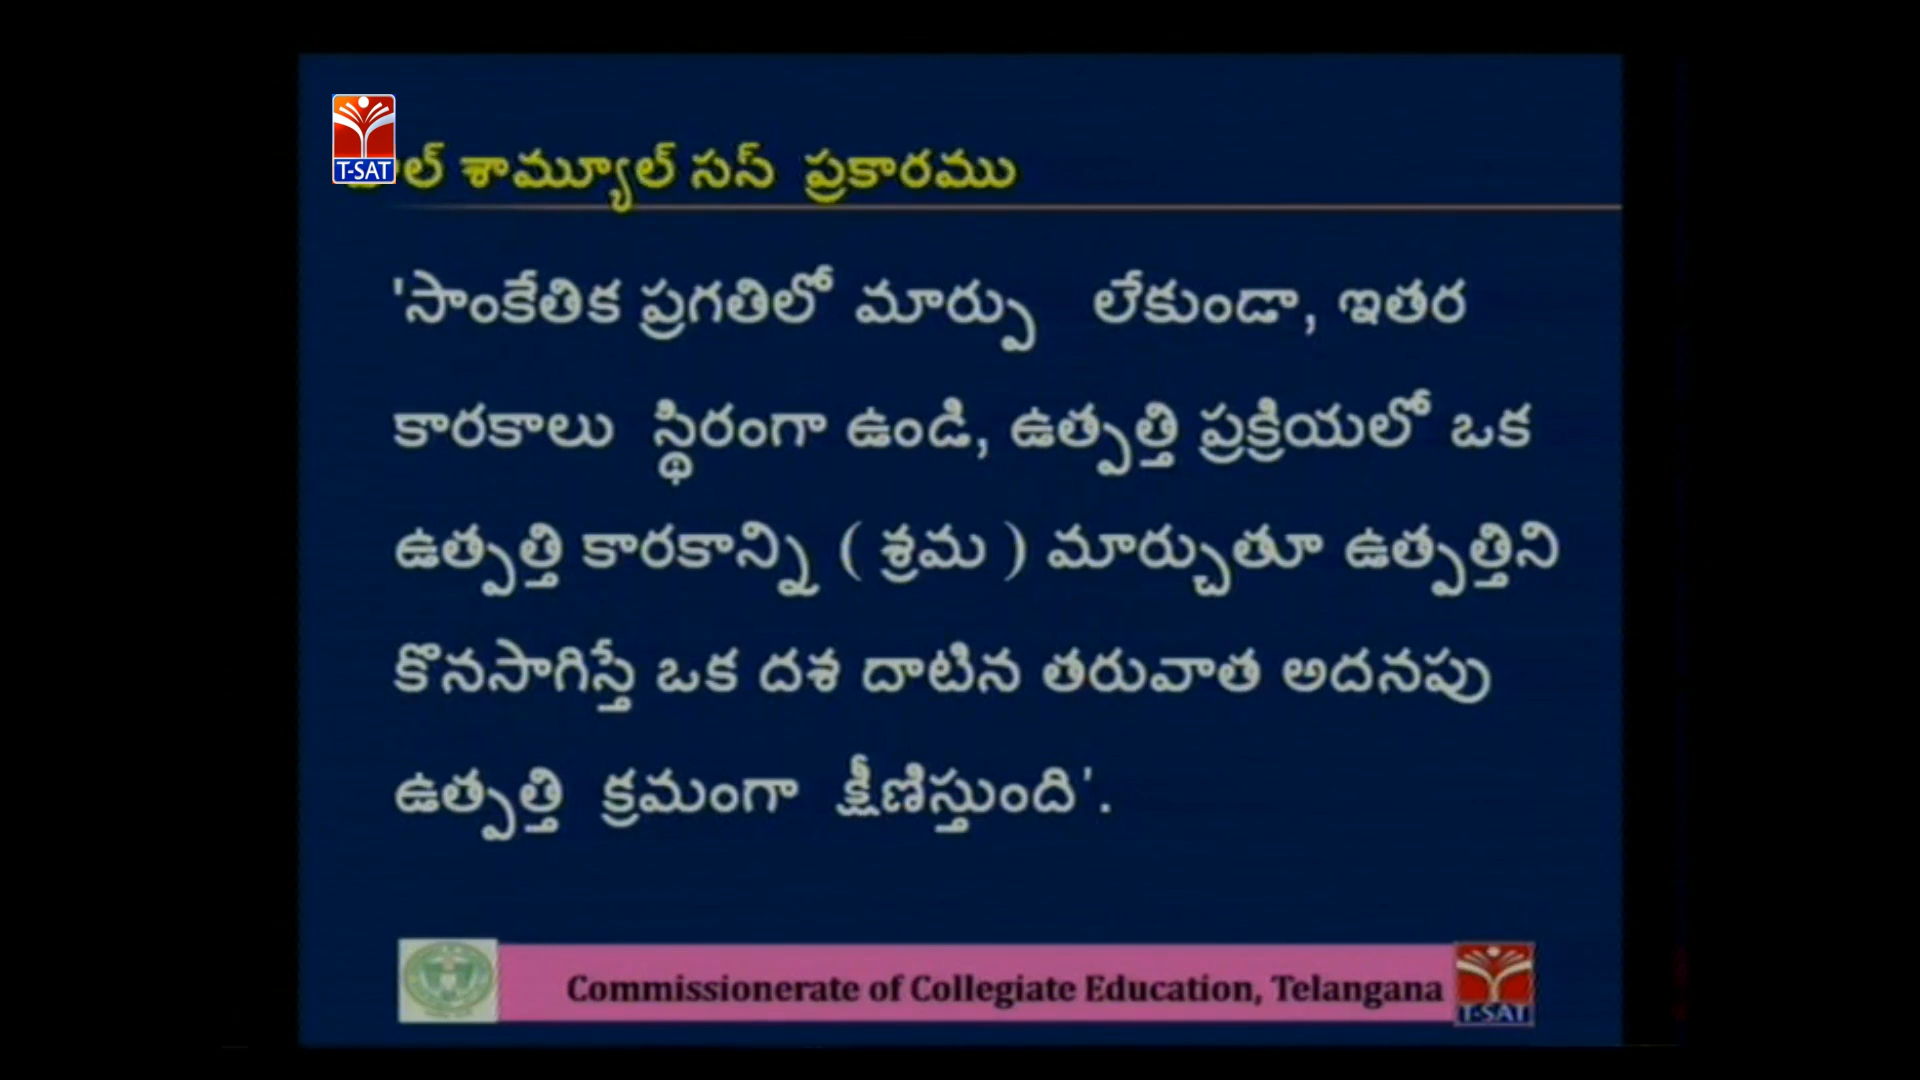 T-SAT
శామ్యూల్ సస్ ప్రకారము
'సాంకేతిక ప్రగతిలో మార్పు లేకుండా, ఇతర
కారకాలు స్థిరంగా ఉండి, ఉత్పత్తి ప్రక్రియలో ఒక
ఉత్పత్తి కారకాన్ని ( శ్రమ ) మార్చుతూ ఉత్పత్తిని
కొనసాగిస్తే ఒక దశ దాటిన తరువాత అదనపు
ఉత్పత్తి క్రమంగా క్షీణిస్తుంది'.
Commissionerate of Collegiate Education, Telangana
T-SAT